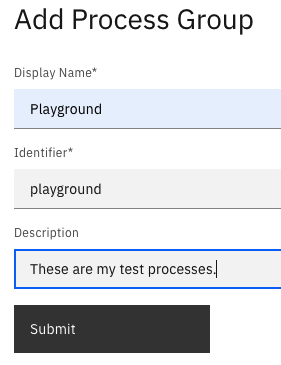 Add Process Group
Display Name*
Playground
Identifier*
playground
Description
These are my test processes.
Submit